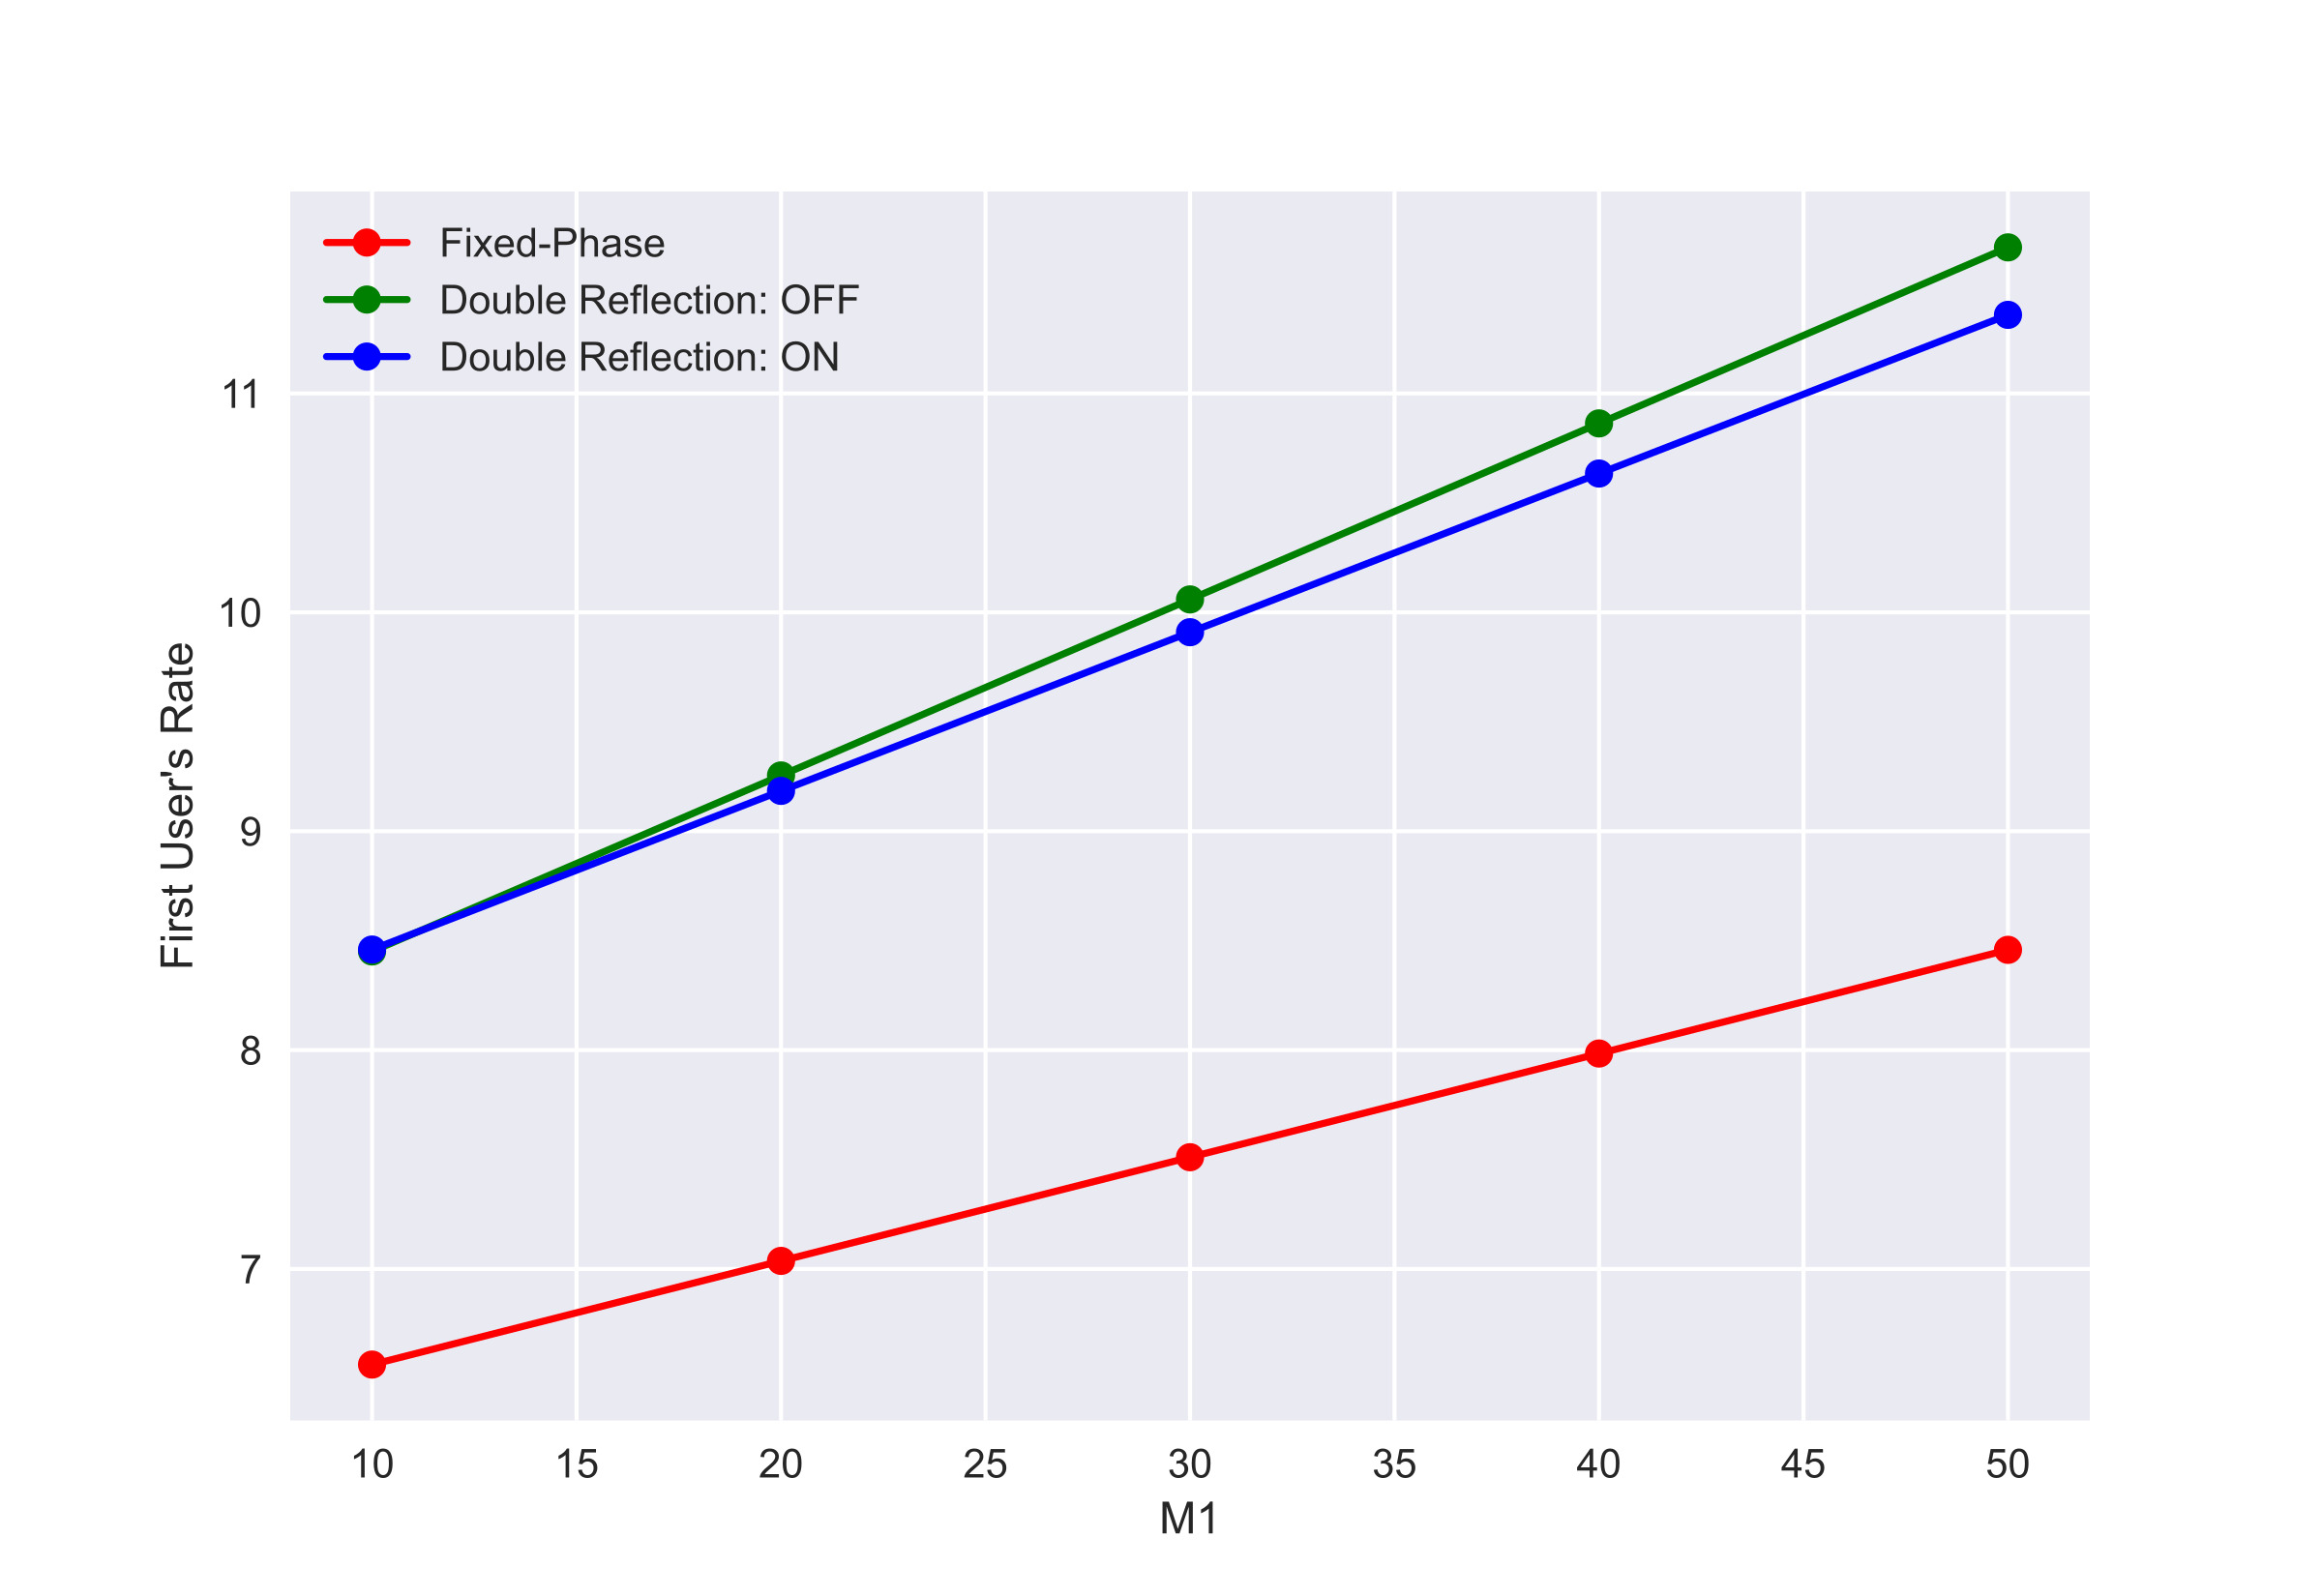 Fixed-Phase
Double Reflection: OFF
Double Reflection: ON
First User's Rate
11
10
9
8
7
10 15 20 25 30 35 40 45 50
M1